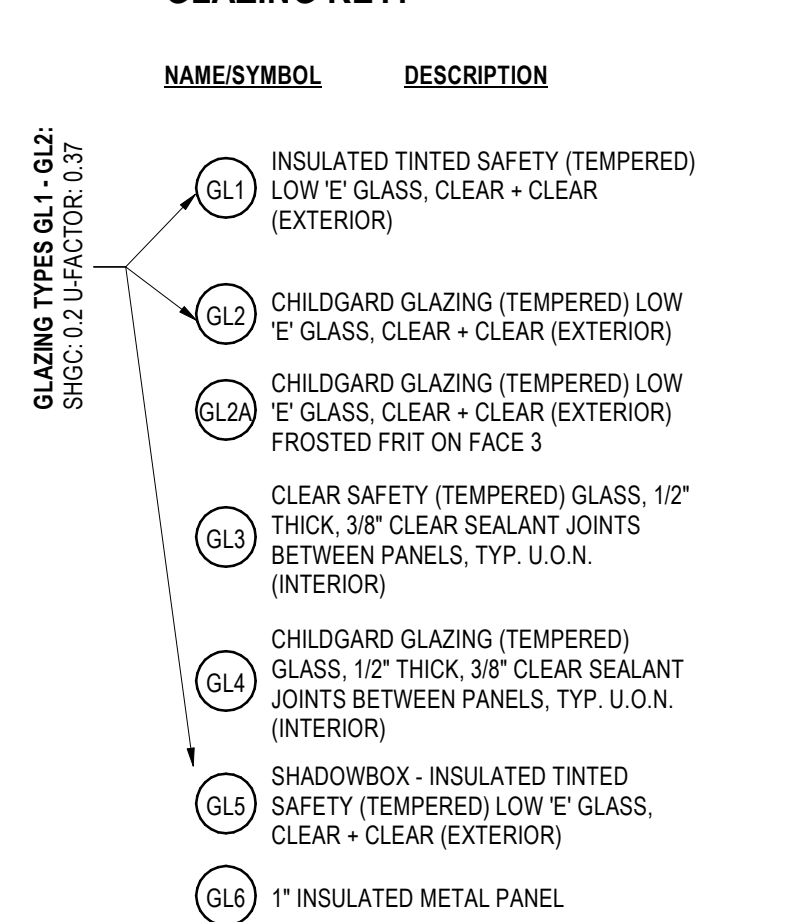 GLAZING KEY:
NAME/SYMBOL DESCRIPTION
GLAZING TYPES GL1 - GL2:
SHGC: 0.2 U-FACTOR: 0.37
GL1
INSULATED TINTED SAFETY (TEMPERED)
LOW 'E' GLASS, CLEAR + CLEAR
(EXTERIOR)
GL2
CHILDGARD GLAZING (TEMPERED) LOW
'E' GLASS, CLEAR + CLEAR (EXTERIOR)
GL2A
CHILDGARD GLAZING (TEMPERED) LOW
'E' GLASS, CLEAR + CLEAR (EXTERIOR)
FROSTED FRIT ON FACE 3
GL3
CLEAR SAFETY (TEMPERED) GLASS, 1/2"
THICK, 3/8" CLEAR SEALANT JOINTS
BETWEEN PANELS, TYP. U.O.N.
(INTERIOR)
GL4
CHILDGARD GLAZING (TEMPERED)
GLASS, 1/2" THICK, 3/8" CLEAR SEALANT
JOINTS BETWEEN PANELS, TYP. U.O.N.
(INTERIOR)
GL5
SHADOWBOX - INSULATED TINTED
SAFETY (TEMPERED) LOW 'E' GLASS,
CLEAR + CLEAR (EXTERIOR)
GL6
1" INSULATED METAL PANEL